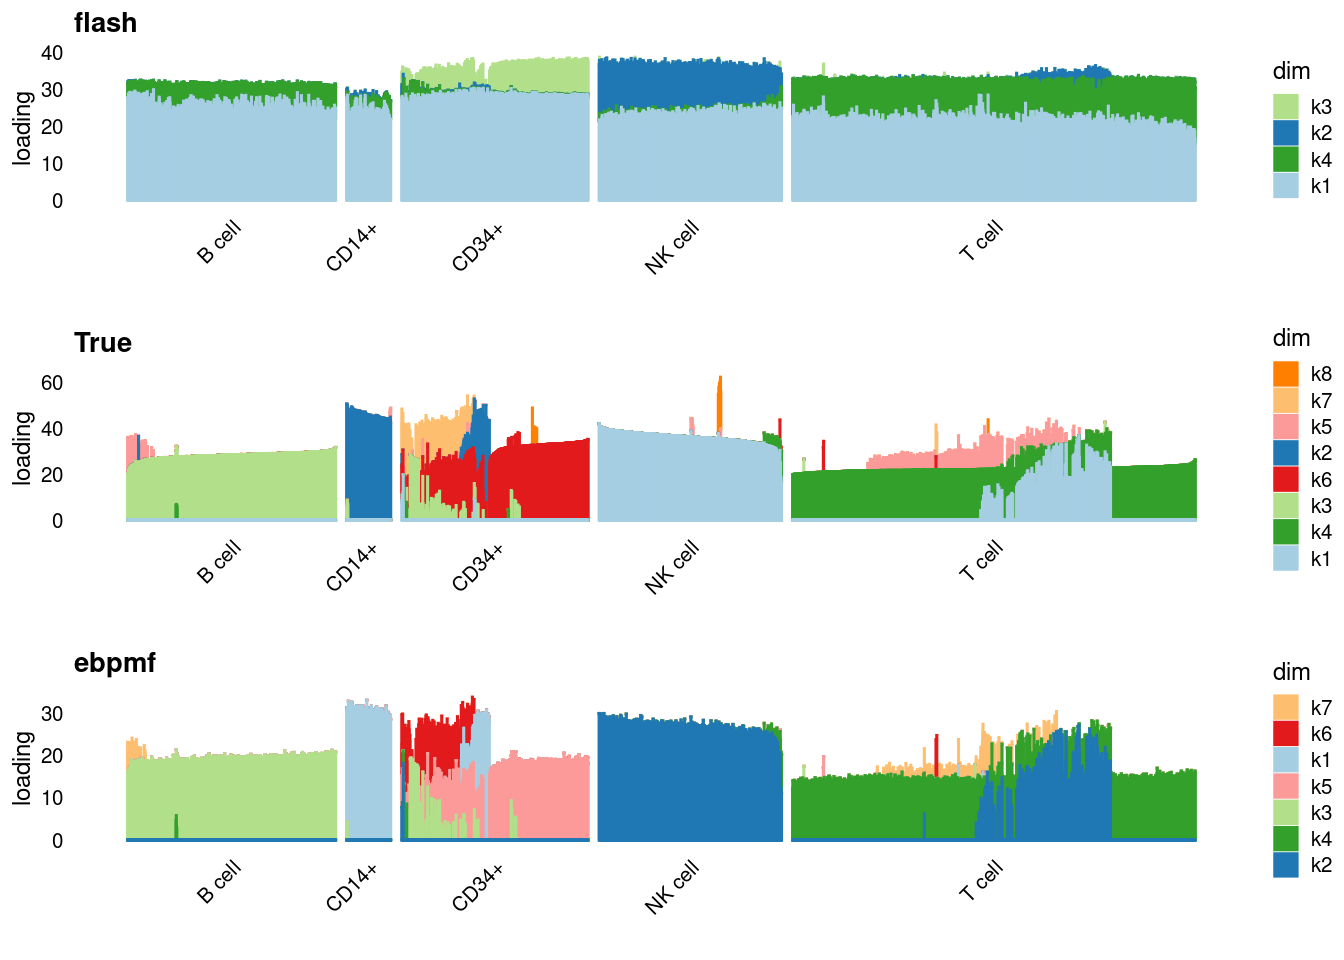 flash
40
30
20
10
0
loading
B cell
CD14+
CD34+
NK cell
T cell
dim
k3
k2
k4
k1
True
60
40
20
0
loading
B cell
CD14+
CD34+
NK cell
T cell
dim
k8
k7
k5
k2
k6
k3
k4
k1
ebpmf
30
20
10
0
loading
B cell
CD14+
CD34+
NK cell
T cell
dim
k7
k6
k1
k5
k3
k4
k2